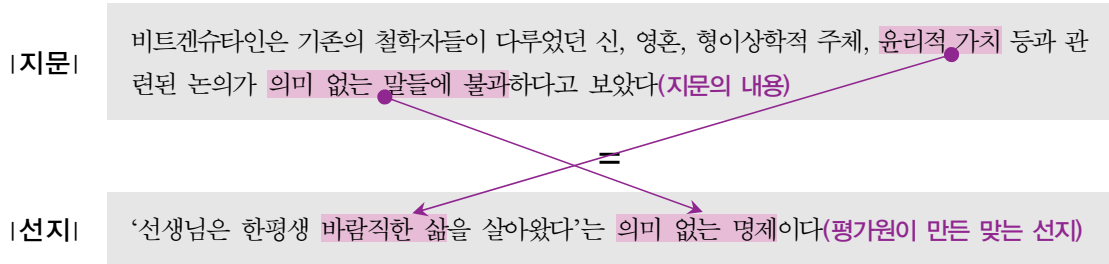 |지문|
비트겐슈타인은 기존의 철학자들이 다루었던 신, 영혼, 형이상학적 주체, 윤리적 가치 등과 관
련된 논의가 의미 없는 말들에 불과하다고 보았다(지문의 내용)
=
|선지|
‘선생님은 한평생 바람직한 삶을 살아왔다’는 의미 없는 명제이다(평가원이 만든 맞는 선지)